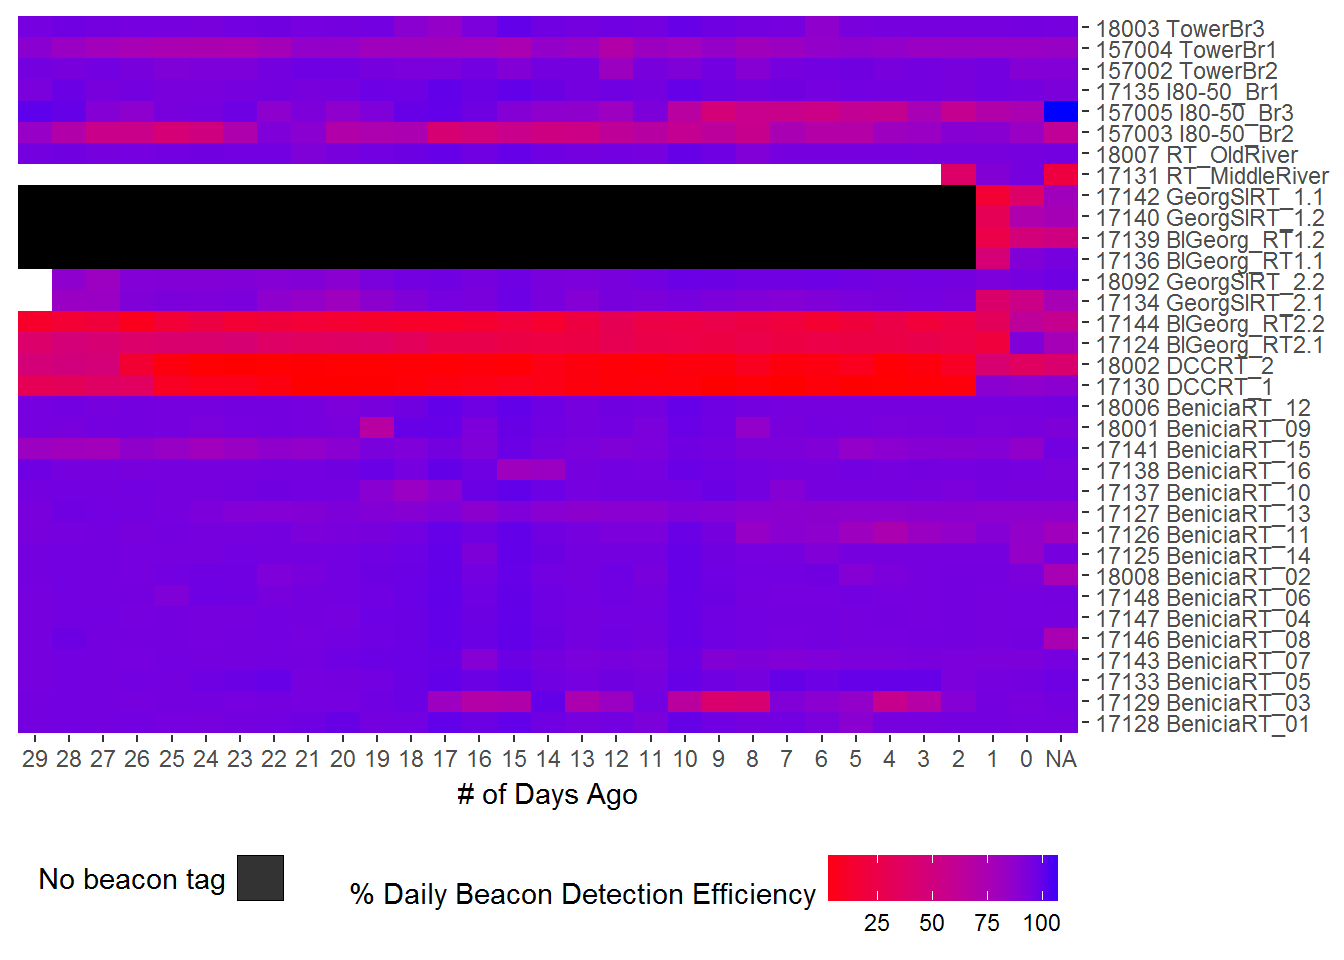 18003 TowerBr3
157004 TowerBr1
157002 TowerBr2
17135 I80-50_Br1
157005 I80-50_Br3
157003 I80-50_Br2
18007 RT_OldRiver
17131 RT_MiddleRiver
17142 GeorgSlRT_1.1
17140 GeorgSlRT_1.2
17139 BlGeorg_RT1.2
17136 BlGeorg_RT1.1
18092 GeorgSlRT_2.2
17134 GeorgSlRT_2.1
17144 BlGeorg_RT2.2
17124 BlGeorg_RT2.1
18002 DCCRT_2
17130 DCCRT_1
18006 BeniciaRT_12
18001 BeniciaRT_09
17141 BeniciaRT_15
17138 BeniciaRT_16
17137 BeniciaRT_10
17127 BeniciaRT_13
17126 BeniciaRT_11
17125 BeniciaRT_14
18008 BeniciaRT_02
17148 BeniciaRT_06
17147 BeniciaRT_04
17146 BeniciaRT_08
17143 BeniciaRT_07
17133 BeniciaRT_05
17129 BeniciaRT_03
17128 BeniciaRT_01
29 28 27 26 25 24 23 22 21 20 19 18 17 16 15 14 13 12 11 10 9 8 7 6 5 4 3 2 1 0 NA
# of Days Ago
No beacon tag
% Daily Beacon Detection Efficiency
25 50 75 100